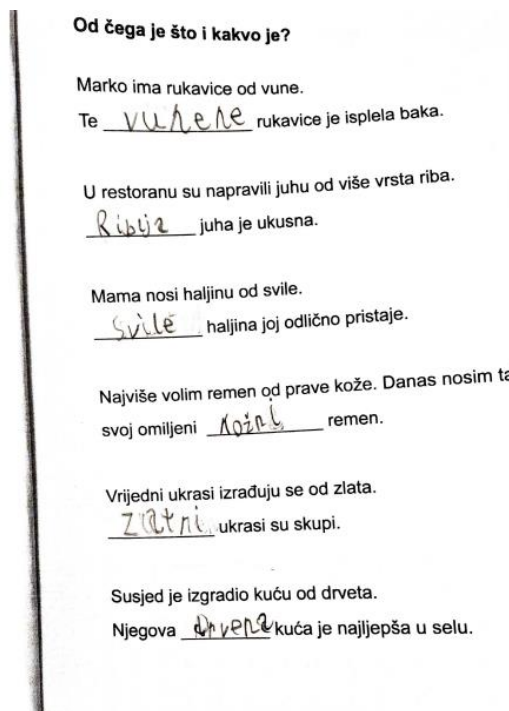 Od čega je što i kakvo je?
Marko ima rukavice od vune.
Te vunene rukavice je isplela baka.
U restoranu su napravili juhu od više vrsta riba.
Riblja juha je ukusna.
Mama nosi haljinu od svile.
Svile haljina joj odlično pristaje.
Najviše volim remen od prave kože. Danas nosim ta
svoj omiljeni kožni remen.
Vrijedni ukrasi izrađuju se od zlata.
Zlatni ukrasi su skupi.
Susjed je izgradio kuću od drveta.
Njegova drvena kuća je najljepša u selu.